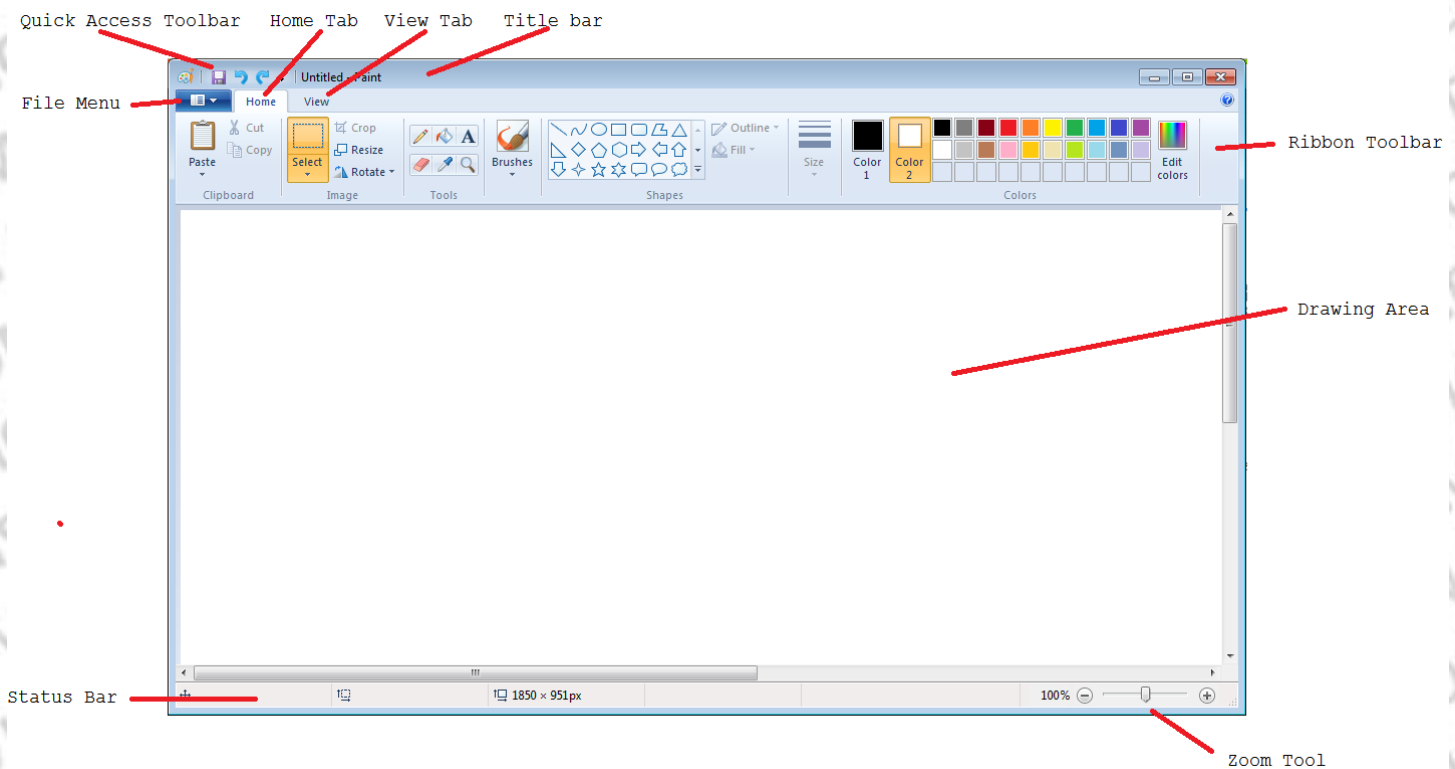 Quick Access Toolbar Home Tab View Tab Title bar
Untitled - Paint
File Menu
Home View
Cut Crop Outline
Copy Resize Fill
Paste Select Rotate Brushes Size Color 1 Color 2 Edit colors
A
Clipboard Image Tools Shapes Colors
Ribbon Toolbar
Drawing Area
Status Bar
1850 × 951px 100%
Zoom Tool